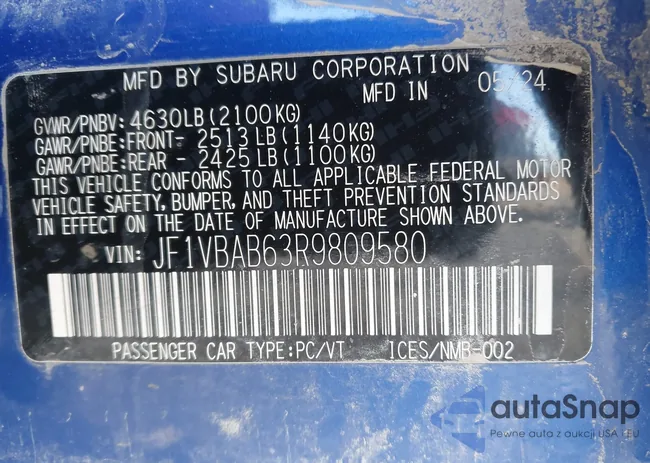 MFD BY SUBARU CORPORATION
MFD IN 05/24
GVWR/PNBV: 4630LB(2100KG)
GAWR/PNBE:FRONT- 2513LB(1140KG)
GAWR/PNBE:REAR - 2425LB(1100KG)
THIS VEHICLE CONFORMS TO ALL APPLICABLE FEDERAL MOTOR
VEHICLE SAFETY, BUMPER, AND THEFT PREVENTION STANDARDS
IN EFFECT ON THE DATE OF MANUFACTURE SHOWN ABOVE.
VIN: JF1VBAB63R9809580
PASSENGER CAR TYPE:PC/VT ICES/NMB-002
autoSnap
Pewne auta z aukcji USA i EU